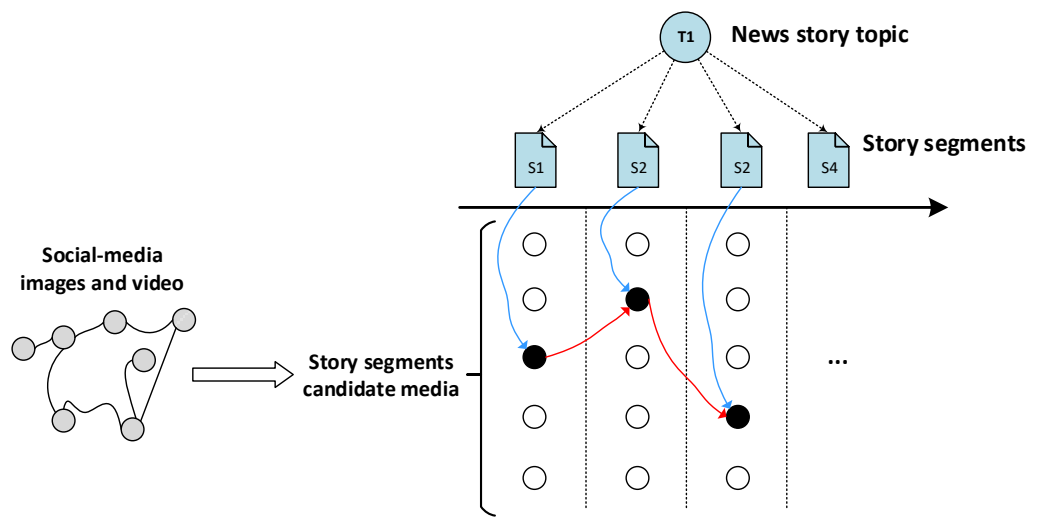 T1
News story topic
S1
S2
S2
S4
Story segments
Social-media
images and video
Story segments
candidate media
...